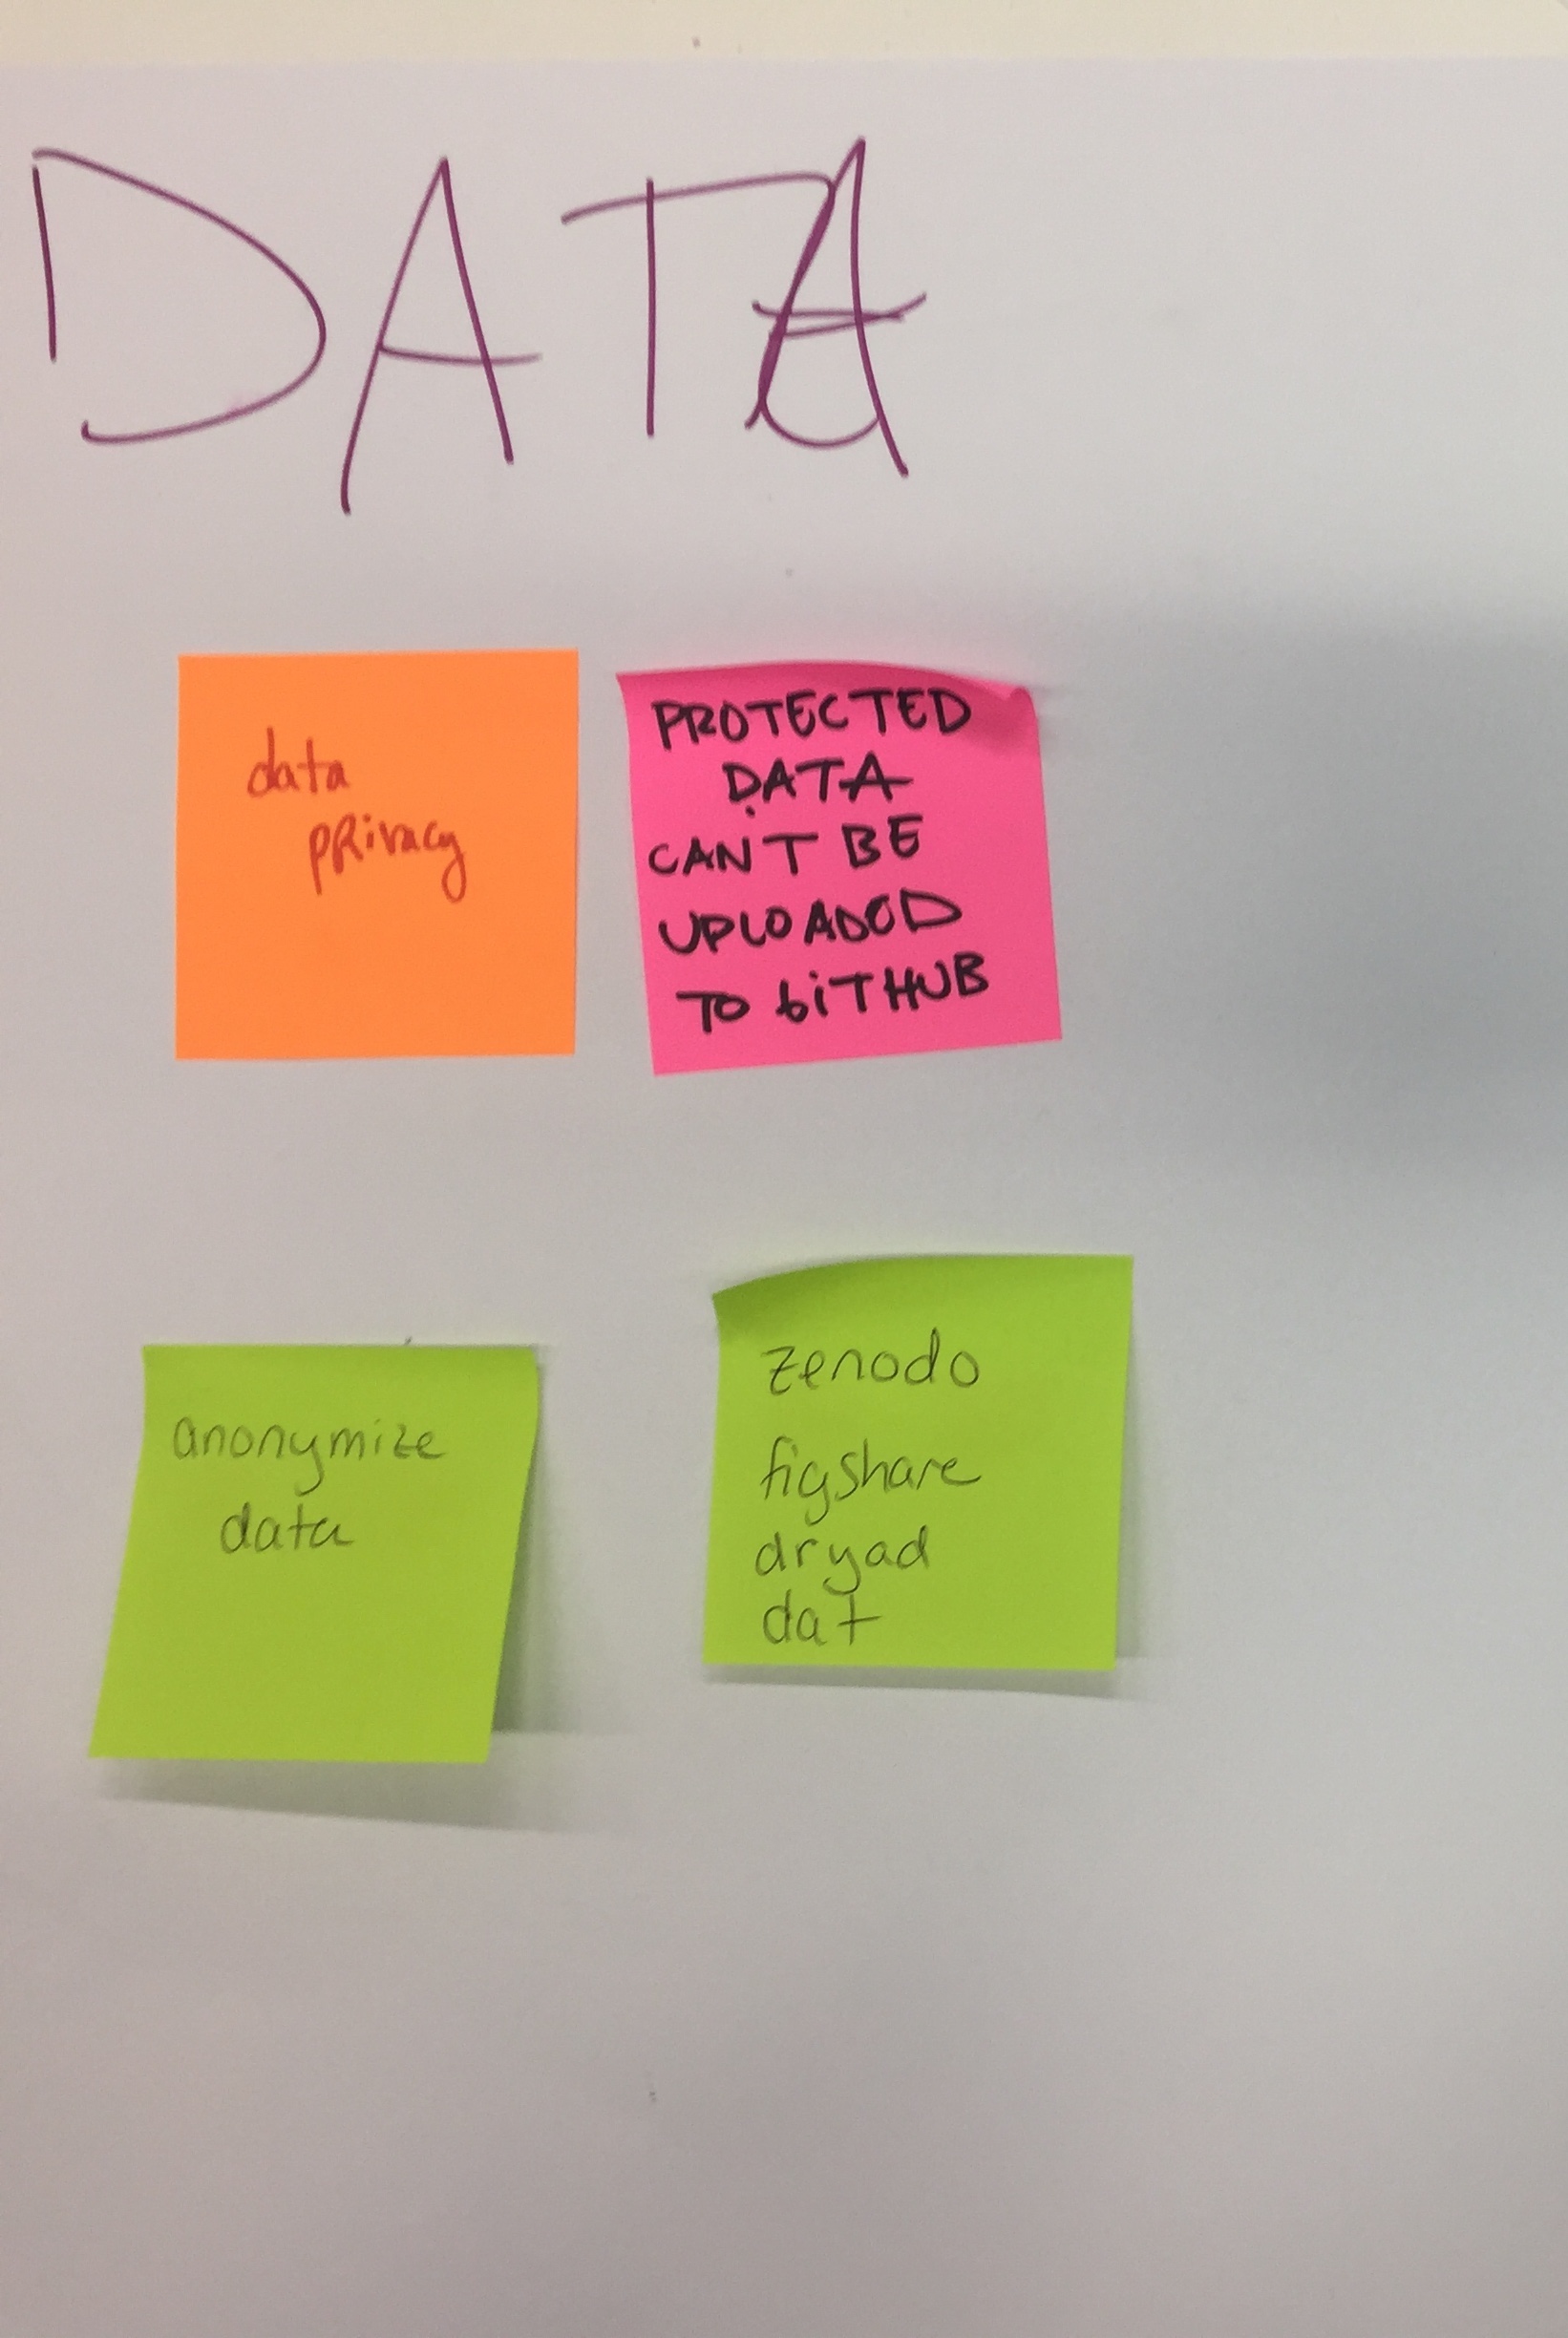 DATA
data
privacy
PROTECTED
DATA
CAN'T BE
UPLOADED
TO GiTHUB
anonymize
data
zenodo
figshare
dryad
dat